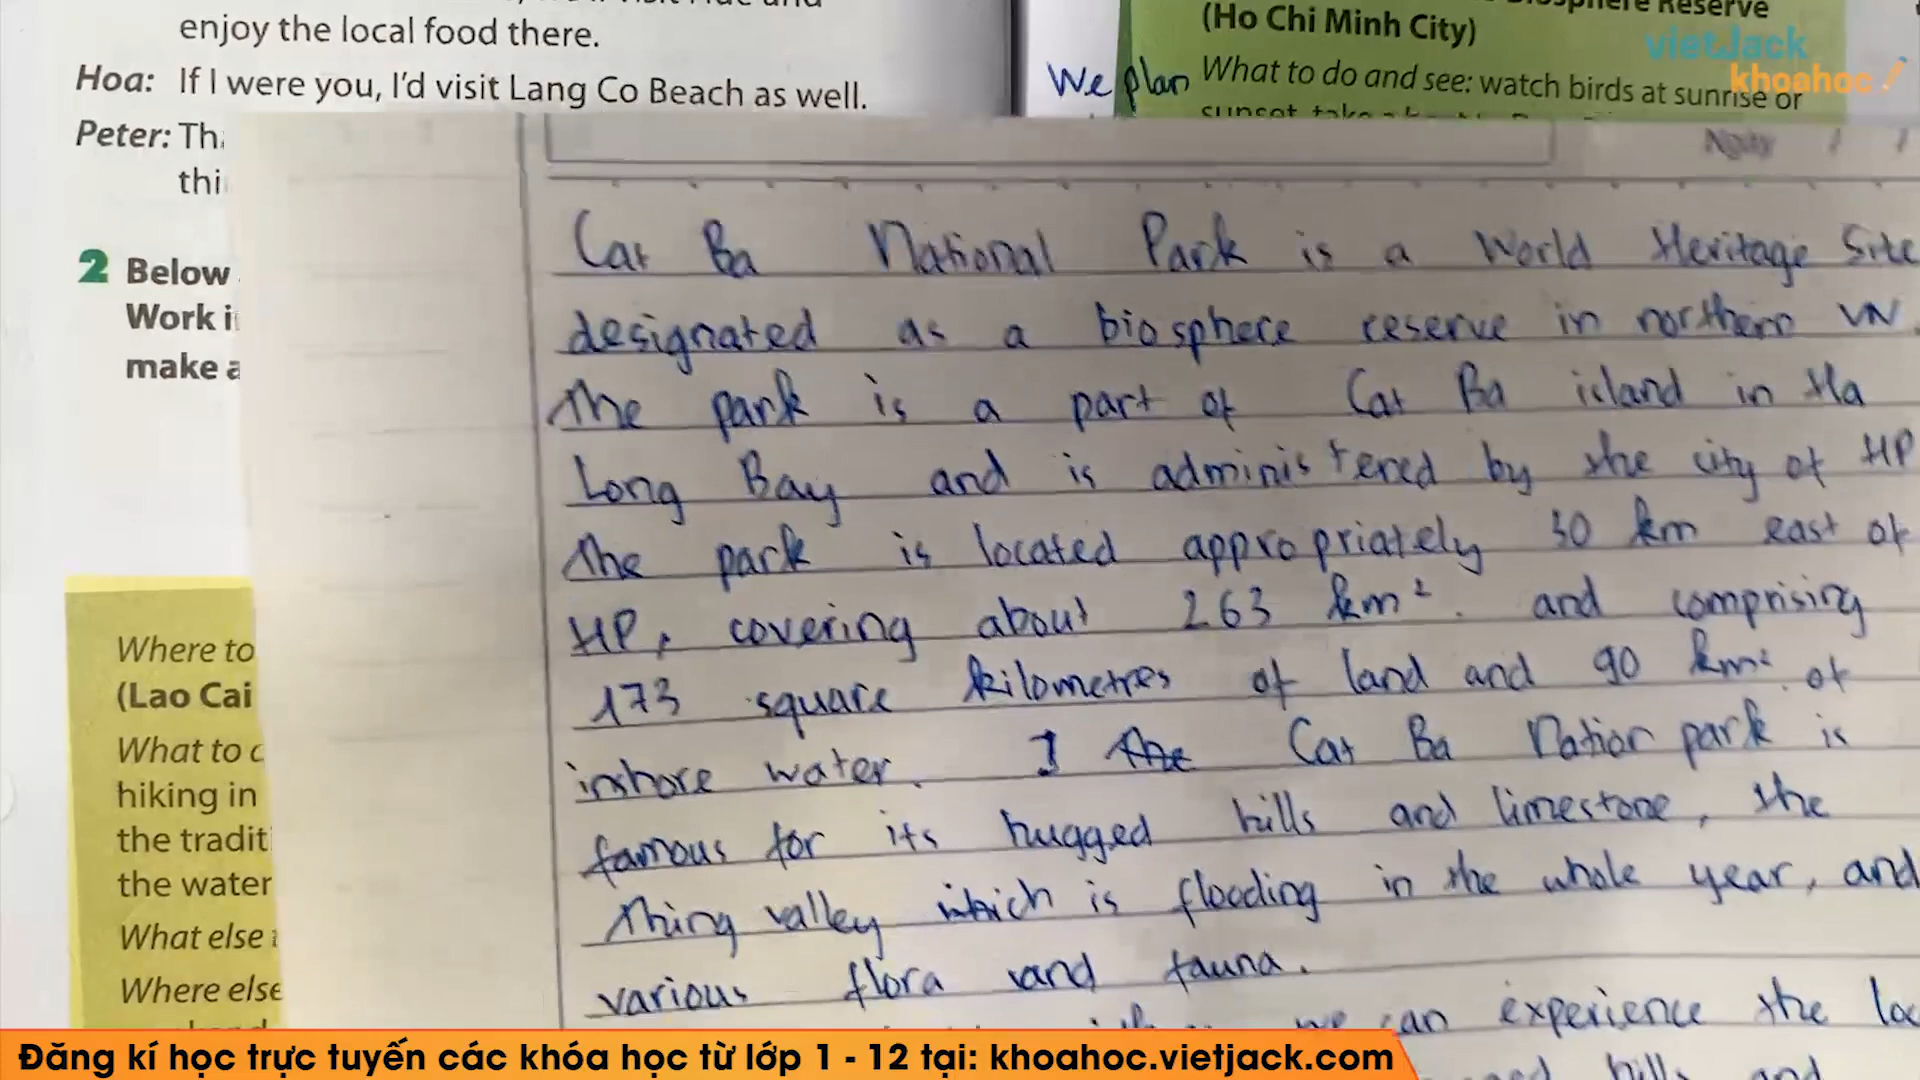 enjoy the local food there.
Hoa: If I were you, I'd visit Lang Co Beach as well.
Peter:
2 Below
Work
make a
Where to
(Lao Cai
What to
hiking in
the tradit
the water
What else
Where else
Biosphere Reserve
(Ho Chi Minh City)
We plan
What to do and see: watch birds at sunrise or
vietJack
khoahoc
Ngày / /
Cat Ba National Park is a World Heritage Site
designated as a biosphere reserve in northern VN.
The park is a part of Cat Ba island in Ha
Long Bay and is administered by the city of HP
The park is located appropriately 30 km east of
HP, covering about 263 km². and comprising
173 square kilometres of land and 90 km² of
inshore water. I The Cat Ba Nation park is
famous for its hugged hills and limestone, the
Thing valley which is flooding in the whole year, and
various flora and fauna.
can experience the
hills and
Đăng kí học trực tuyến các khóa học từ lớp 1 - 12 tại: khoahoc.vietjack.com